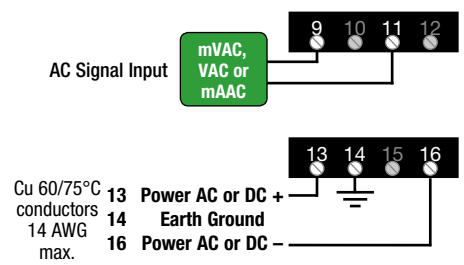 9 10 11 12
mVAC,
VAC or
mAAC
AC Signal Input
13 14 15 16
Cu 60/75°C
conductors
14 AWG
max.
13 Power AC or DC +
14 Earth Ground
16 Power AC or DC –